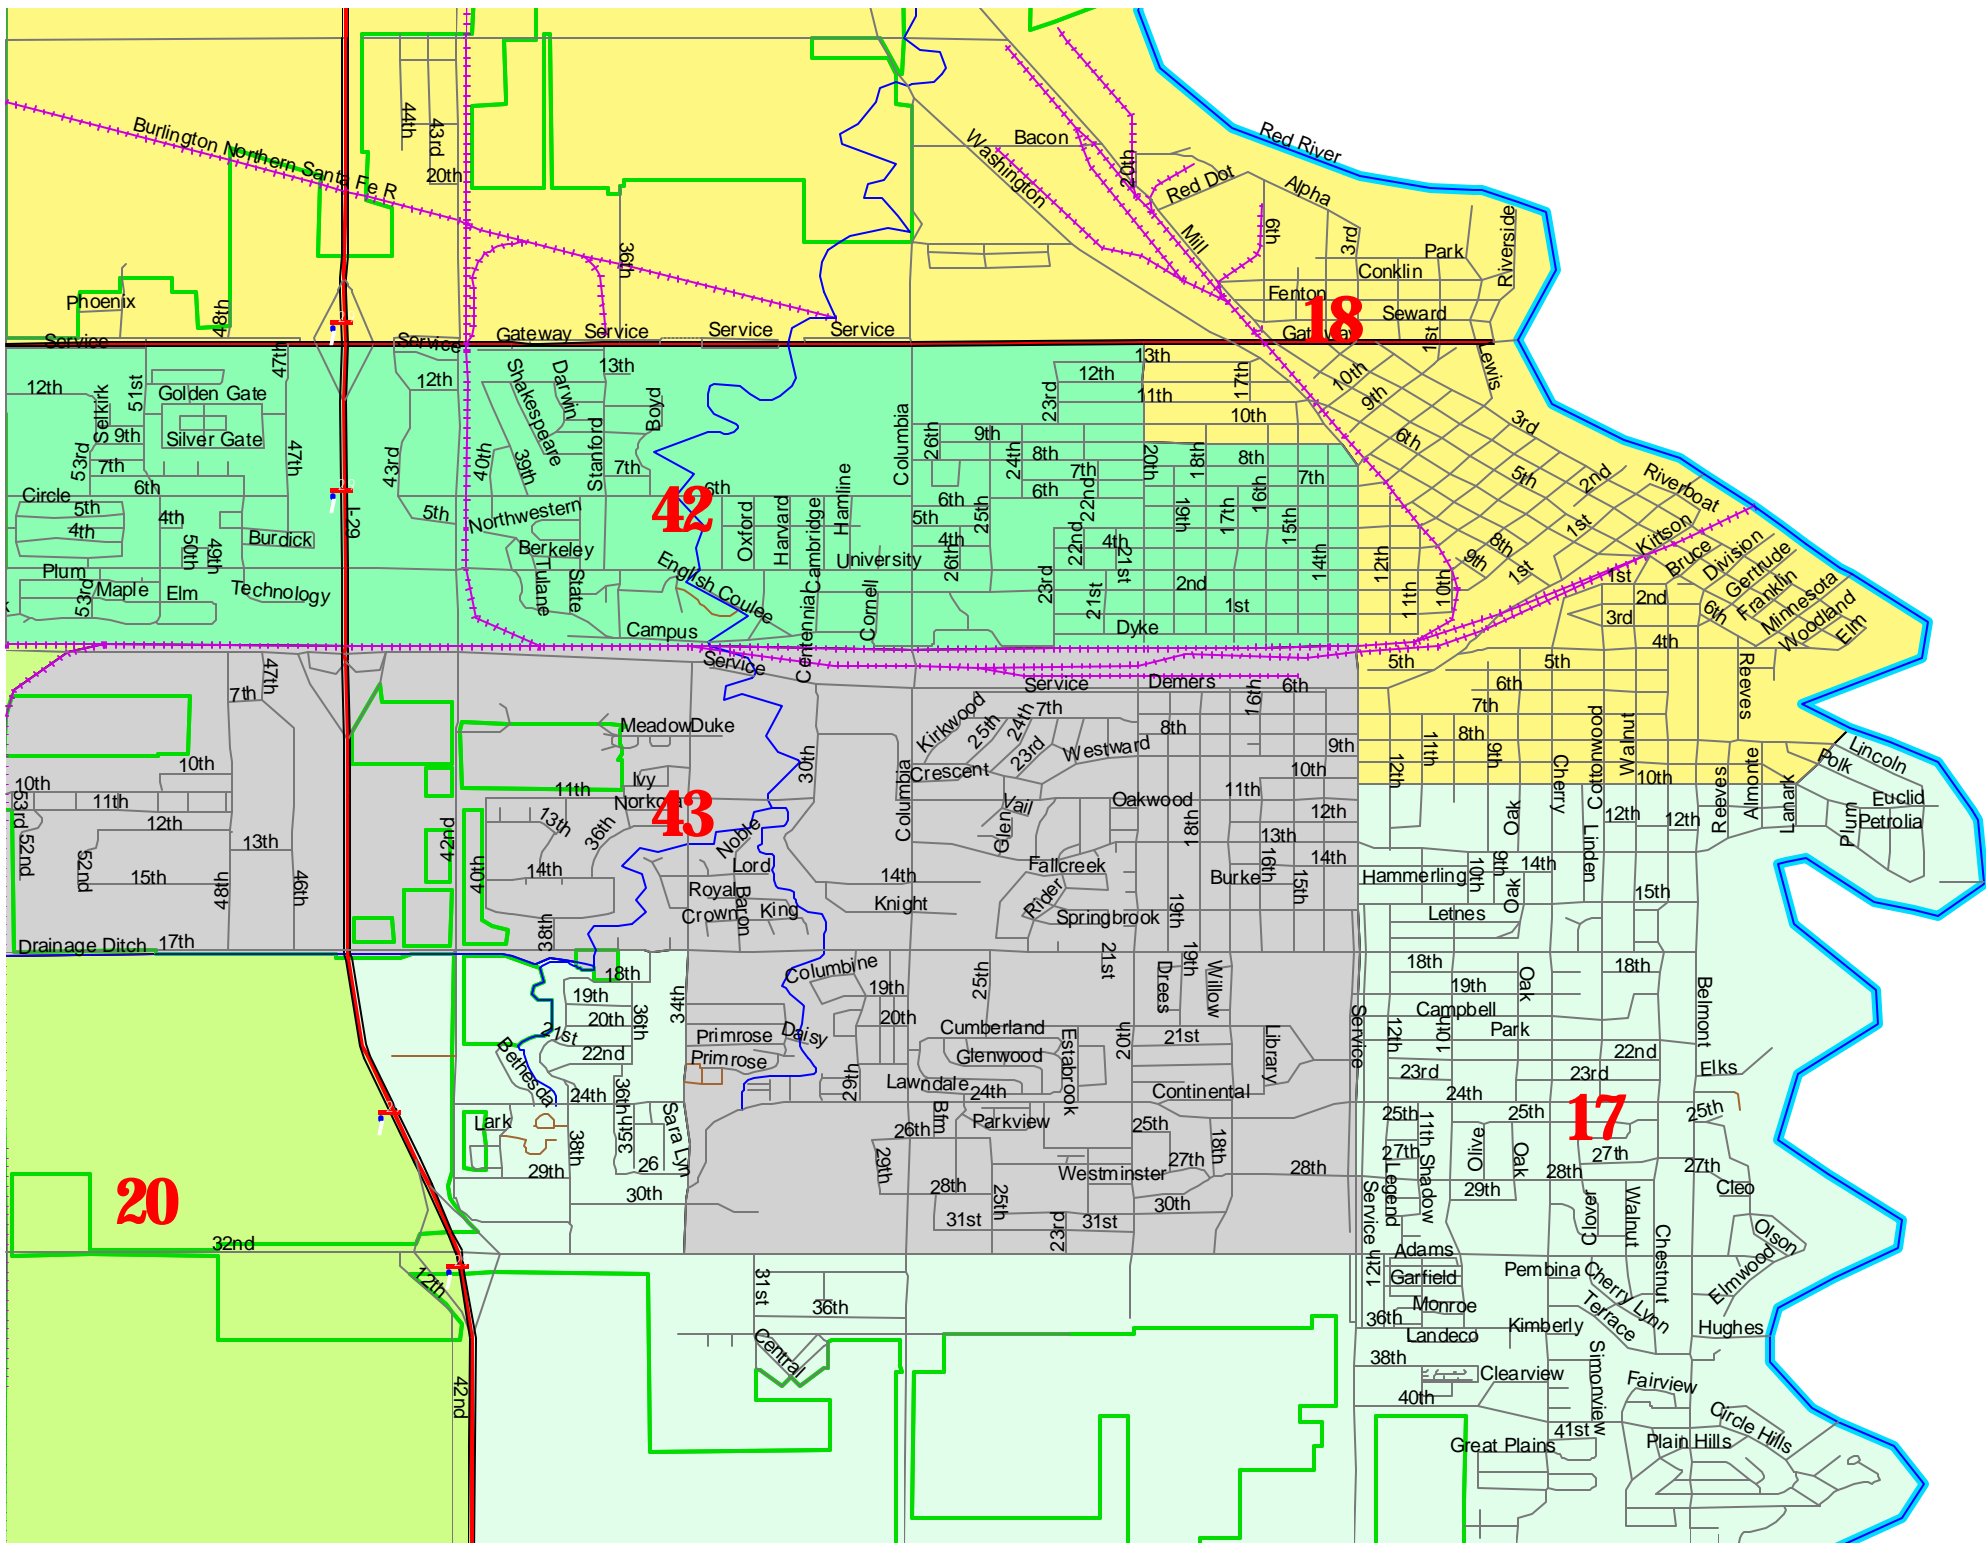 Red River
Burlington Northern Santa Fe R
44th
43rd
20th
Washington
Bacon
20th
Red Dot
Alpha
Mill
6th
3rd
Riverside
Park
Conklin
36th
Phoenix
48th
Fenton
18
Seward
Service
Service
Gateway
Service
Service
Service
1st
Lewis
47th
12th
Selkirk
51st
Golden Gate
Silver Gate
9th
53rd
7th
47th
6th
Circle
5th
4th
4th
50th
49th
Burdick
Plum
53rd
Maple
Elm
Technology
I-29
12th
43rd
5th
40th
Shakespeare
39th
Darwin
13th
Stanford
Boyd
7th
Northwestern
Berkeley
Tulane
State
42
6th
Oxford
Harvard
Cambridge
Hamline
University
English Coulee
Campus
Centennial
Cornell
Columbia
26th
9th
24th
8th
7th
6th
22nd
6th
25th
5th
4th
26th
22nd
4th
21st
23rd
21st
23rd
12th
13th
11th
17th
10th
20th
18th
8th
7th
16th
19th
17th
15th
14th
2nd
1st
Dyke
12th
11th
10th
10th
9th
6th
3rd
5th
2nd
Riverboat
1st
Kittson
8th
9th
1st
Bruce
Division
Gertrude
Franklin
Minnesota
Woodland
Elm
1st
2nd
3rd
6th
4th
5th
5th
6th
7th
8th
9th
11th
12th
Cherry
Cottonwood
Walnut
10th
Reeves
Reeves
Allmonte
Lanark
Polk
Lincoln
Euclid
Petrolia
Plum
Oak
Linden
12th
12th
Service
Service
Demers
6th
16th
7th
8th
9th
10th
11th
12th
13th
14th
Kirkwood
25th
24th
23rd
Westward
Crescent
Columbia
Vail
Glen
Oakwood
18th
Fallcreek
Rider
Springbrook
19th
Burke
16th
15th
47th
7th
10th
10th
53rd
11th
12th
52nd
52nd
13th
15th
48th
46th
17th
Drainage Ditch
42nd
40th
Meadow
Duke
Ivy
11th
Norkota
43
13th
36th
14th
38th
Noble
Lord
Royal
Baron
Crown
King
30th
14th
Knight
Hammerling
10th
9th
14th
Oak
15th
Letnes
18th
18th
19th
Oak
Campbell
Park
10th
12th
22nd
23rd
23rd
24th
Belmont
Elks
25th
18th
19th
20th
21st
22nd
36th
Bethesda
24th
36th
35th
Lark
38th
29th
26
Sara Lyn
30th
34th
Columbine
19th
20th
Primrose
Daisy
Primrose
29th
25th
Cumberland
Glenwood
Lawndale
24th
Estabrook
Bfm
26th
Parkview
29th
28th
25th
31st
31st
23rd
Westminster
21st
Drees
19th
Willow
20th
21st
Continental
Library
25th
18th
27th
30th
28th
Service
25th
11th
25th
17
27th
Legend
Shadow
Olive
Oak
27th
27th
28th
29th
Clover
Walnut
Chestnut
Cleo
Olson
Elmwood
Service
12th
Adams
Garfield
Monroe
36th
Landeco
Pembina
Cherry Lynn
Terrace
Kimberly
Hughes
38th
Clearview
Simonview
Fairview
40th
41st
Great Plains
Plain Hills
Circle Hills
20
32nd
12th
42nd
31st
36th
Central